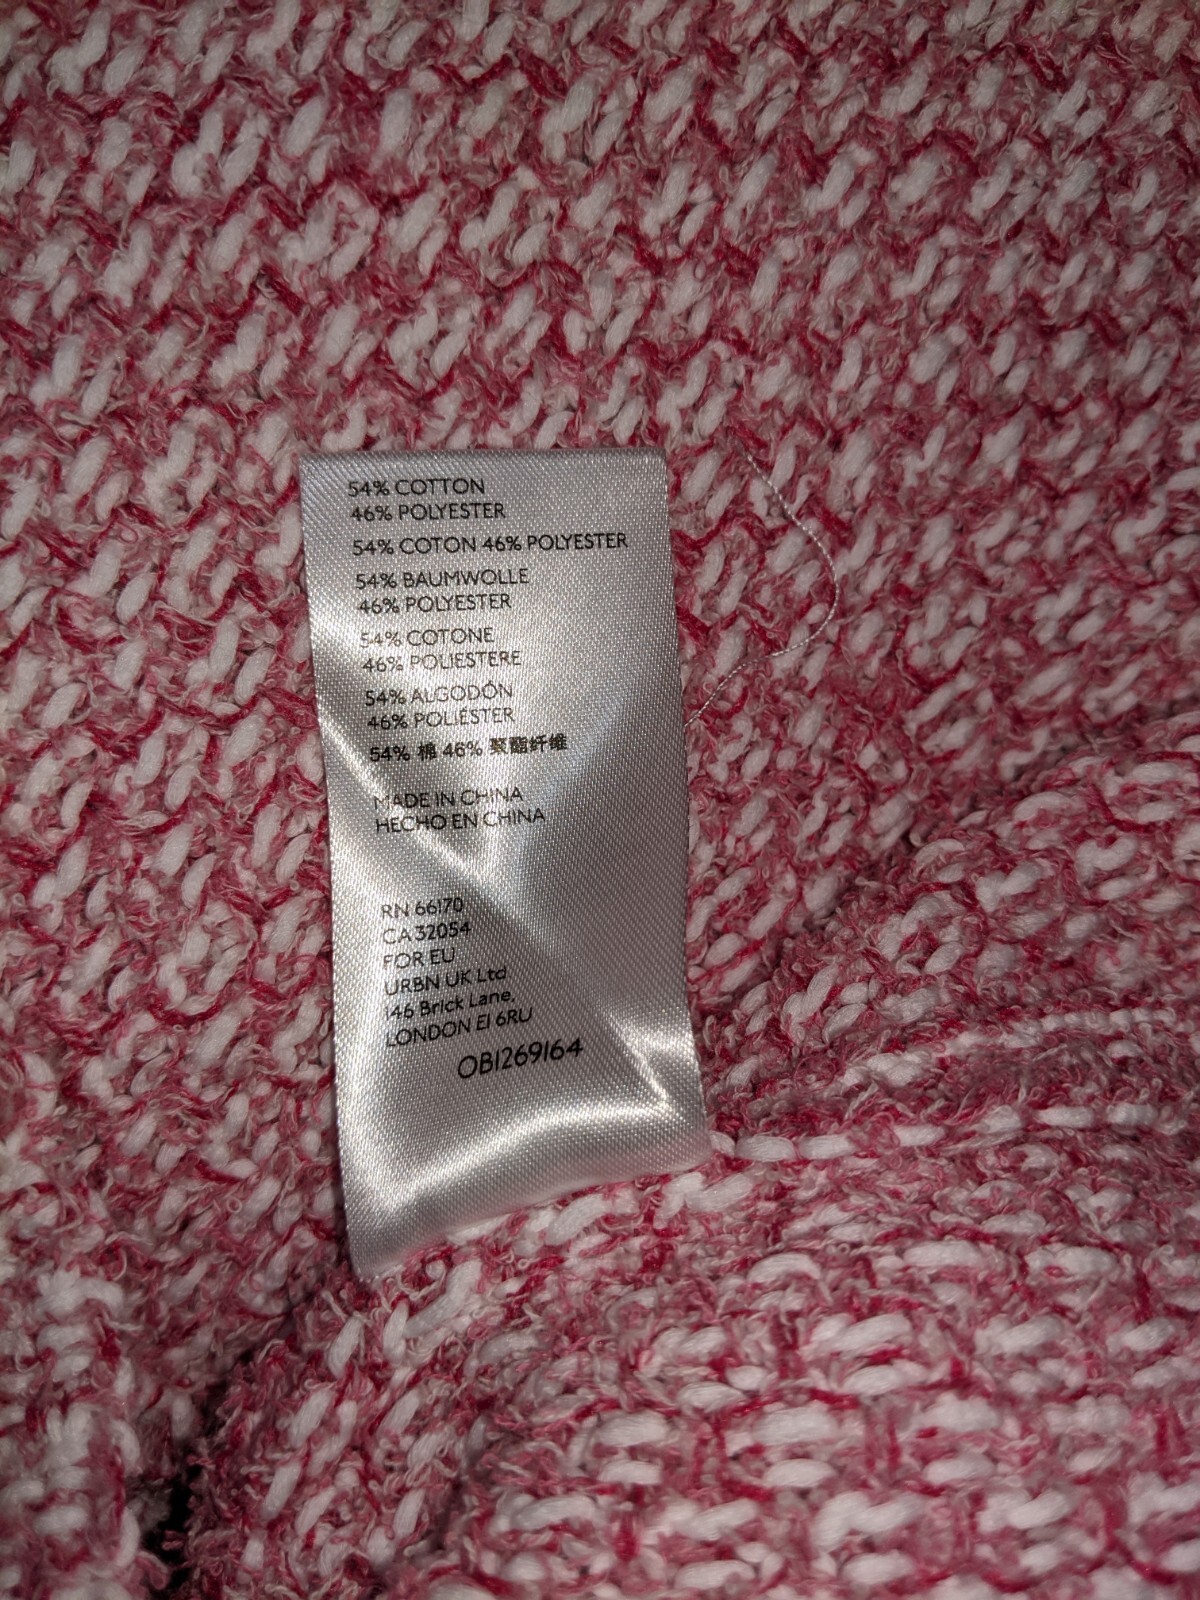 54% COTTON
46% POLYESTER
54% COTON 46% POLYESTER
54% BAUMWOLLE
46% POLYESTER
54% COTONE
46% POLIESTERE
54% ALGODÓN
46% POLIÉSTER
54% 棉 46% 聚酯纤维
MADE IN CHINA
HECHO EN CHINA
RN 66170
CA 32054
FOR EU
URBN UK Ltd
146 Brick Lane,
LONDON E1 6RU
OB1269164